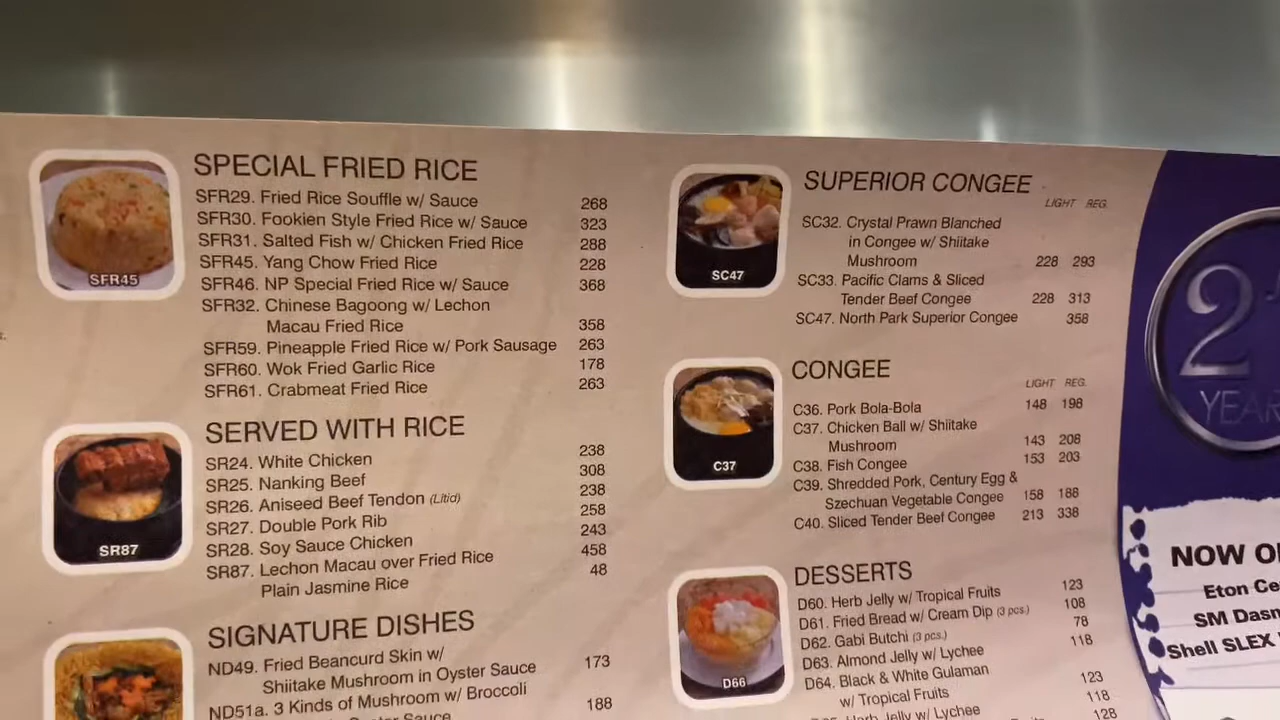 SPECIAL FRIED RICE
SFR29. Fried Rice Souffle w/ Sauce 268
SFR30. Fookien Style Fried Rice w/ Sauce 323
SFR31. Salted Fish w/ Chicken Fried Rice 288
SFR45. Yang Chow Fried Rice 228
SFR46. NP Special Fried Rice w/ Sauce 368
SFR32. Chinese Bagoong w/ Lechon
Macau Fried Rice 358
SFR59. Pineapple Fried Rice w/ Pork Sausage 263
SFR60. Wok Fried Garlic Rice 178
SFR61. Crabmeat Fried Rice 263
SFR45
SERVED WITH RICE
SR24. White Chicken 238
SR25. Nanking Beef 308
SR26. Aniseed Beef Tendon (Litid) 238
SR27. Double Pork Rib 258
SR28. Soy Sauce Chicken 243
SR87. Lechon Macau over Fried Rice 458
Plain Jasmine Rice 48
SR87
SIGNATURE DISHES
ND49. Fried Beancurd Skin w/
Shiitake Mushroom in Oyster Sauce 173
ND51a. 3 Kinds of Mushroom w/ Broccoli
Oyster Sauce 188
SUPERIOR CONGEE
LIGHT REG.
SC32. Crystal Prawn Blanched
in Congee w/ Shiitake
Mushroom 228 293
SC33. Pacific Clams & Sliced
Tender Beef Congee 228 313
SC47. North Park Superior Congee 358
SC47
CONGEE
LIGHT REG.
C36. Pork Bola-Bola 148 198
C37. Chicken Ball w/ Shiitake
Mushroom 143 208
C38. Fish Congee 153 203
C39. Shredded Pork, Century Egg &
Szechuan Vegetable Congee 158 188
C40. Sliced Tender Beef Congee 213 338
C37
DESSERTS
D60. Herb Jelly w/ Tropical Fruits 123
D61. Fried Bread w/ Cream Dip (3 pcs.) 108
D62. Gabi Butchi (3 pcs.) 78
D63. Almond Jelly w/ Lychee 118
D64. Black & White Gulaman
w/ Tropical Fruits 123
Herb Jelly w/ Lychee 118
128
D66
2
YEAR
NOW O
Eton Ce
SM Dasm
Shell SLEX